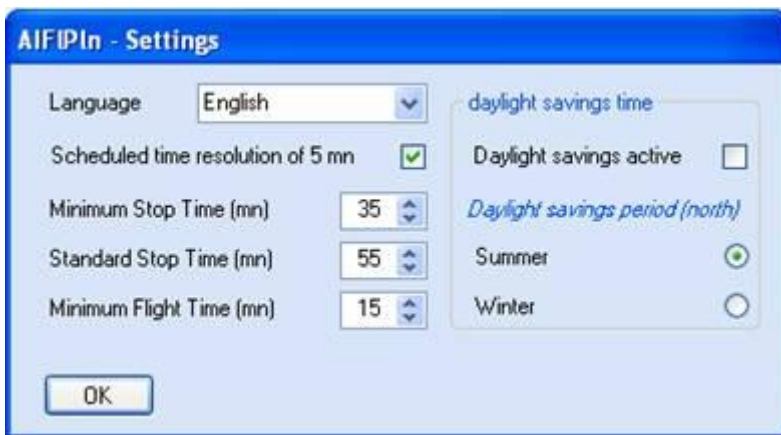 AIFlPln - Settings
Language English
Scheduled time resolution of 5 mn
Minimum Stop Time (mn) 35
Standard Stop Time (mn) 55
Minimum Flight Time (mn) 15
OK
daylight savings time
Daylight savings active
Daylight savings period (north)
Summer
Winter